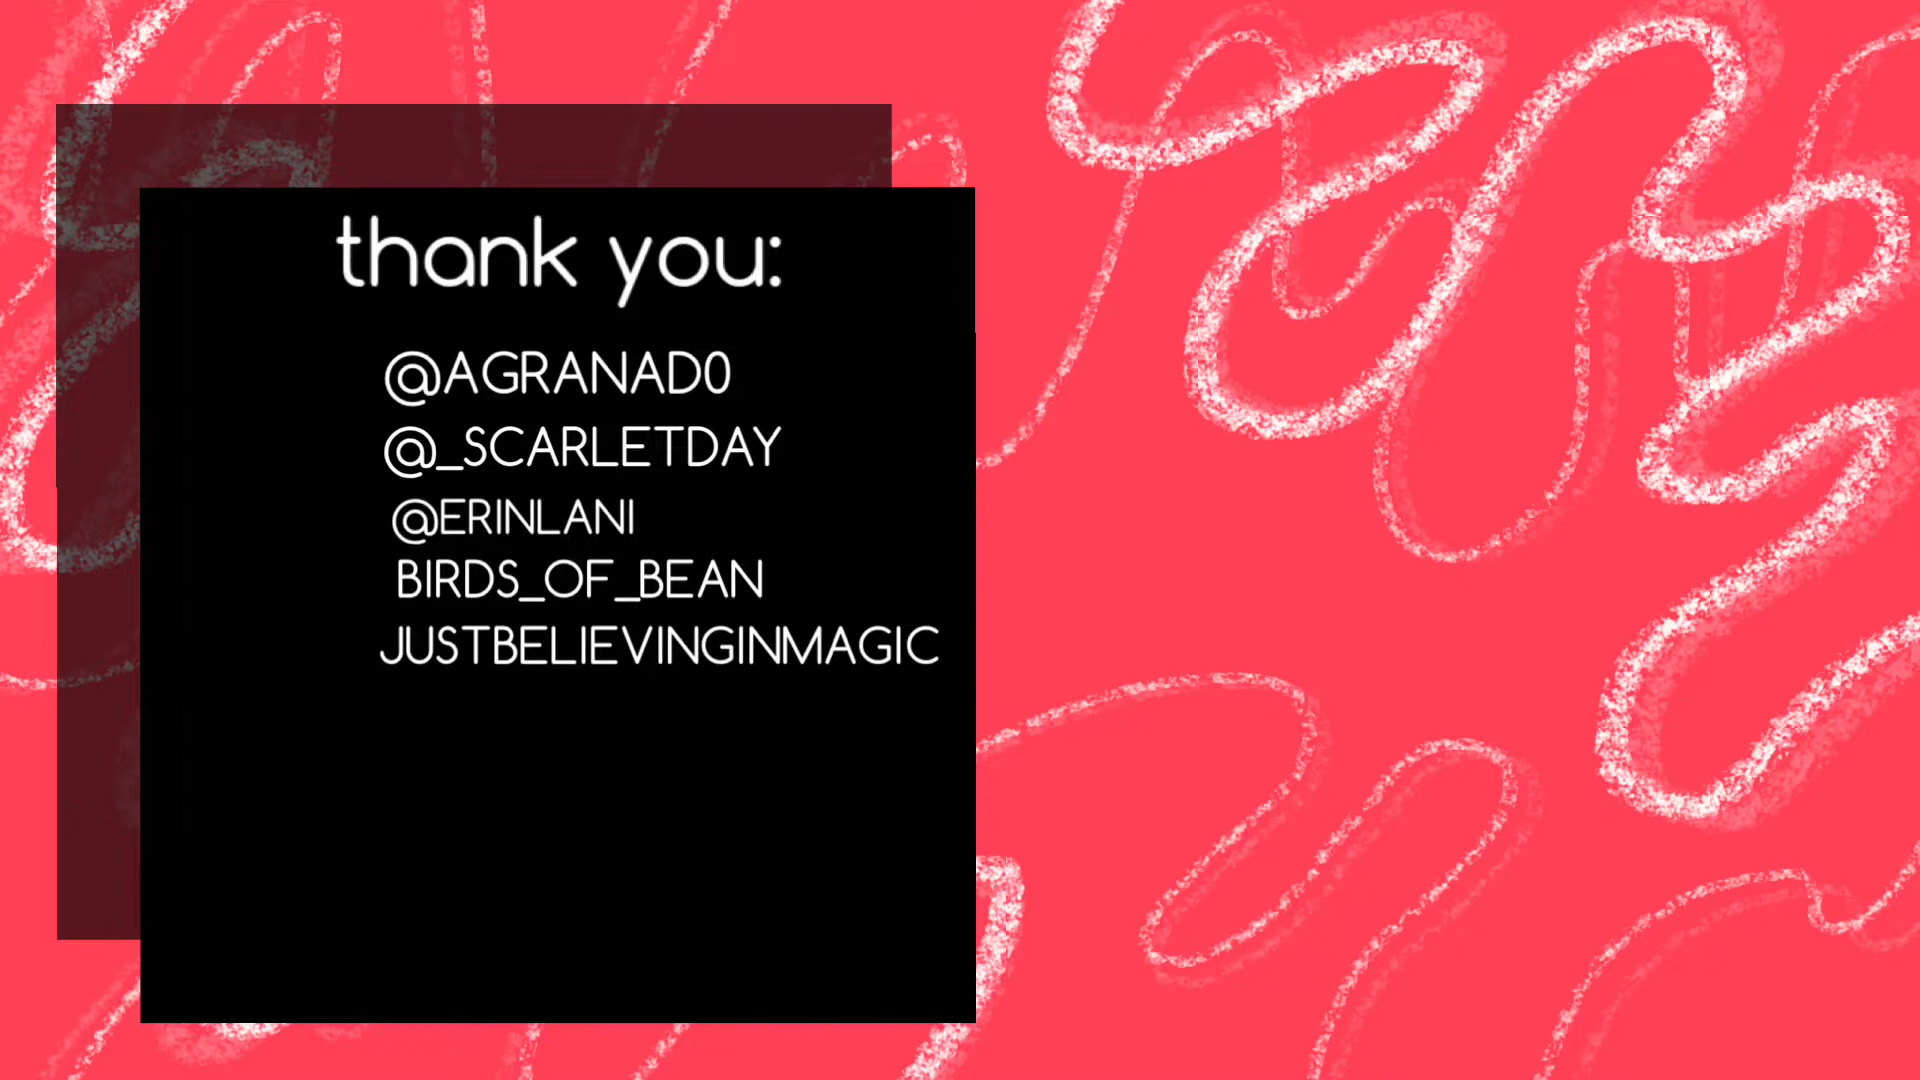 thank you:
@AGRANAD0
@_SCARLETDAY
@ERINLANI
BIRDS_OF_BEAN
JUSTBELIEVINGINMAGIC